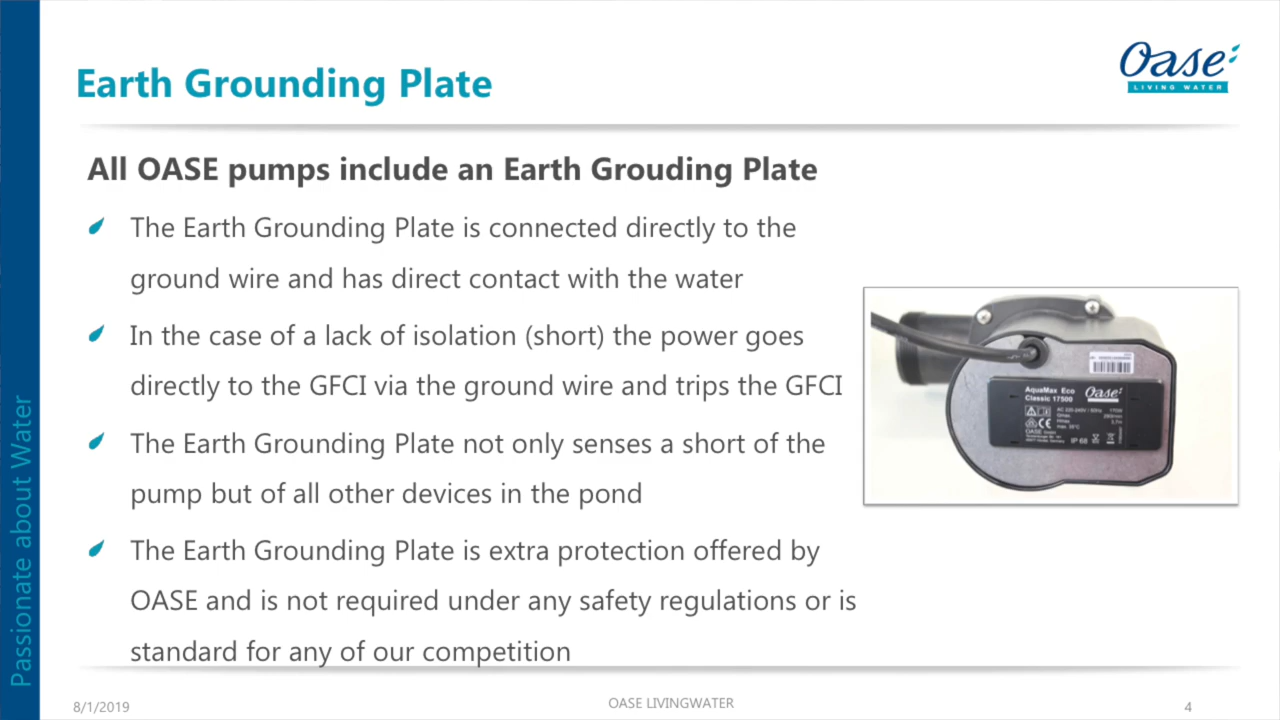 Earth Grounding Plate
Oase
LIVING WATER
All OASE pumps include an Earth Grouding Plate
The Earth Grounding Plate is connected directly to the
ground wire and has direct contact with the water
In the case of a lack of isolation (short) the power goes
directly to the GFCI via the ground wire and trips the GFCI
The Earth Grounding Plate not only senses a short of the
pump but of all other devices in the pond
The Earth Grounding Plate is extra protection offered by
OASE and is not required under any safety regulations or is
standard for any of our competition
AquaMax Eco
Classic 17500
Oase
AC 220-240V / 50Hz
max. 35°C
IP 68
Passionate about Water
8/1/2019
OASE LIVINGWATER
4